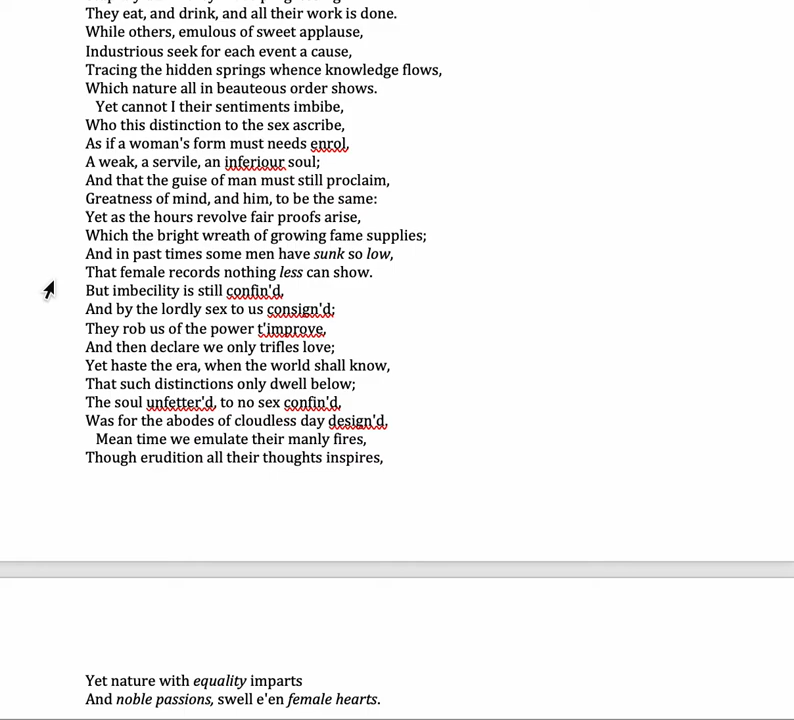 They eat, and drink, and all their work is done.
While others, emulous of sweet applause,
Industrious seek for each event a cause,
Tracing the hidden springs whence knowledge flows,
Which nature all in beauteous order shows.
Yet cannot I their sentiments imbibe,
Who this distinction to the sex ascribe,
As if a woman's form must needs enrol,
A weak, a servile, an inferiour soul;
And that the guise of man must still proclaim,
Greatness of mind, and him, to be the same:
Yet as the hours revolve fair proofs arise,
Which the bright wreath of growing fame supplies;
And in past times some men have sunk so low,
That female records nothing less can show.
But imbecility is still confin'd,
And by the lordly sex to us consign'd;
They rob us of the power t'improve,
And then declare we only trifles love;
Yet haste the era, when the world shall know,
That such distinctions only dwell below;
The soul unfetter'd, to no sex confin'd,
Was for the abodes of cloudless day design'd,
Mean time we emulate their manly fires,
Though erudition all their thoughts inspires,
Yet nature with equality imparts
And noble passions, swell e'en female hearts.